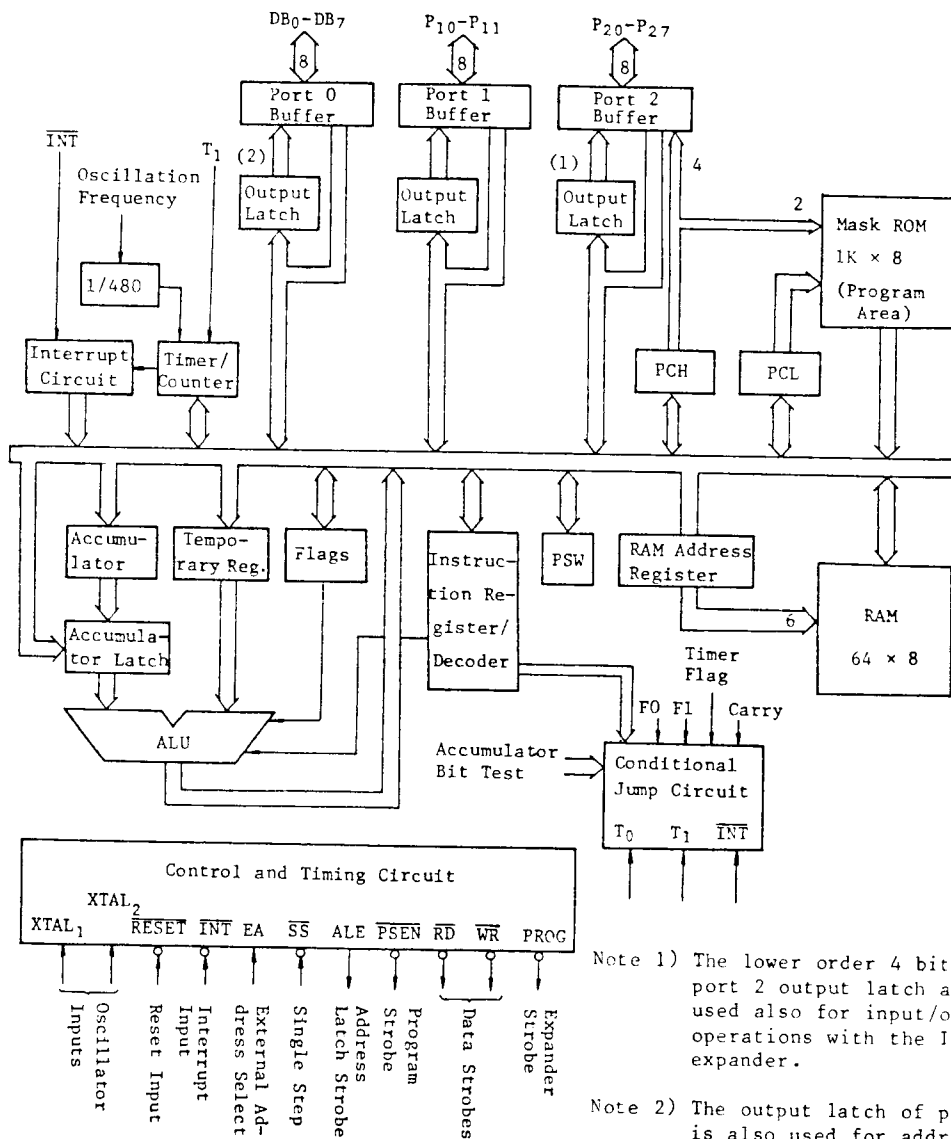 DB0-DB7
P10-P11
P20-P27
8
8
8
Port 0
Buffer
Port 1
Buffer
Port 2
Buffer
INT
T1
(2)
(1)
4
Oscillation
Frequency
Output
Latch
Output
Latch
Output
Latch
2
Mask ROM
1K × 8
(Program
Area)
1/480
Interrupt
Circuit
Timer/
Counter
PCH
PCL
Accumu-
lator
Tempo-
rary Reg.
Flags
Instruc-
tion Re-
gister/
Decoder
PSW
RAM Address
Register
6
RAM
64 × 8
Accumula-
tor Latch
ALU
Timer
Flag
F0
F1
Carry
Accumulator
Bit Test
Conditional
Jump Circuit
T0
T1
INT
Control and Timing Circuit
XTAL1
XTAL2
RESET
INT
EA
SS
ALE
PSEN
RD
WR
PROG
Oscillator
Inputs
Reset Input
Interrupt
Input
External Ad-
dress Select
Single Step
Address
Latch Strobe
Program
Strobe
Data Strobes
Expander
Strobe
Note 1) The lower order 4 bit
port 2 output latch a
used also for input/o
operations with the I
expander.
Note 2) The output latch of p
is also used for addr